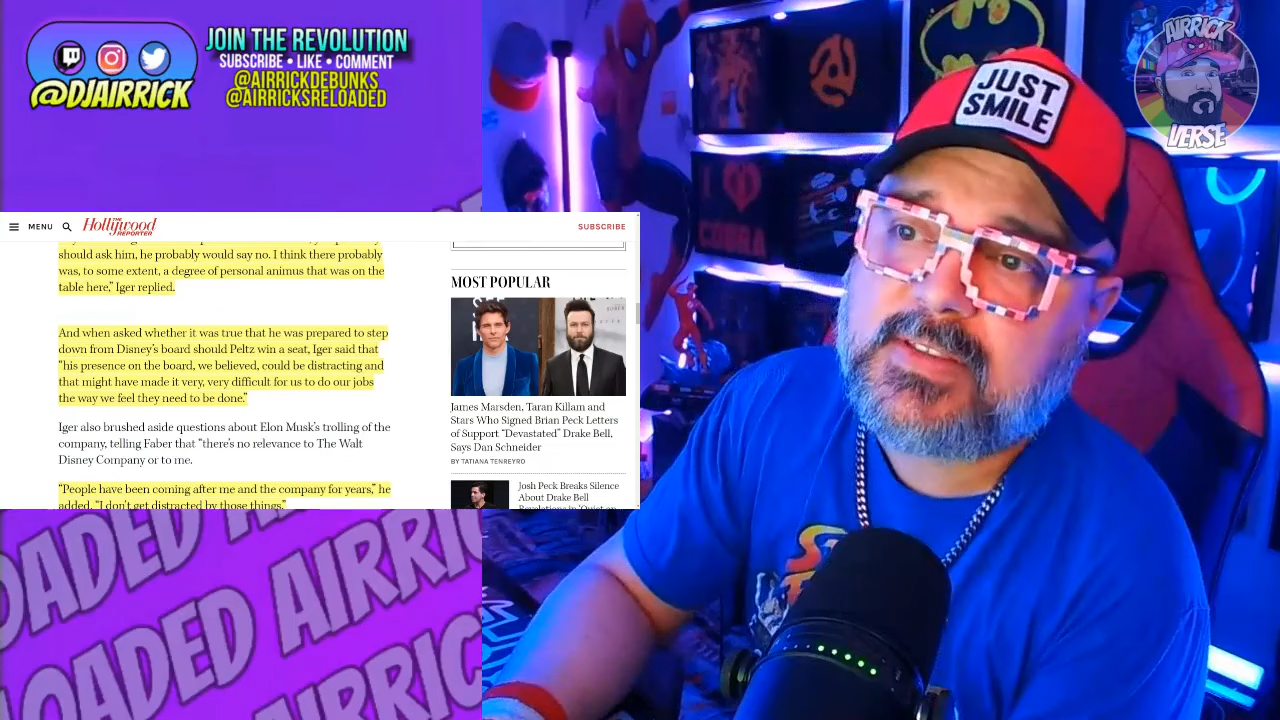 @DJAIRRICK
JOIN THE REVOLUTION
SUBSCRIBE • LIKE • COMMENT
@AIRRICKDEBUNKS
@AIRRICKSRELOADED
AIRRICK
VERSE
JUST
SMILE
I
COBRA
MENU
THE
Hollywood
REPORTER
SUBSCRIBE
should ask him, he probably would say no. I think there probably
was, to some extent, a degree of personal animus that was on the
table here,” Iger replied.
And when asked whether it was true that he was prepared to step
down from Disney’s board should Peltz win a seat, Iger said that
“his presence on the board, we believed, could be distracting and
that might have made it very, very difficult for us to do our jobs
the way we feel they need to be done.”
Iger also brushed aside questions about Elon Musk’s trolling of the
company, telling Faber that “there’s no relevance to The Walt
Disney Company or to me.
“People have been coming after me and the company for years,” he
added. “I don’t get distracted by those things.”
MOST POPULAR
James Marsden, Taran Killam and
Stars Who Signed Brian Peck Letters
of Support “Devastated” Drake Bell,
Says Dan Schneider
BY TATIANA TENREYRO
Josh Peck Breaks Silence
About Drake Bell
OADED AIRRICK
LOADED AIRRIC
AIRRIC